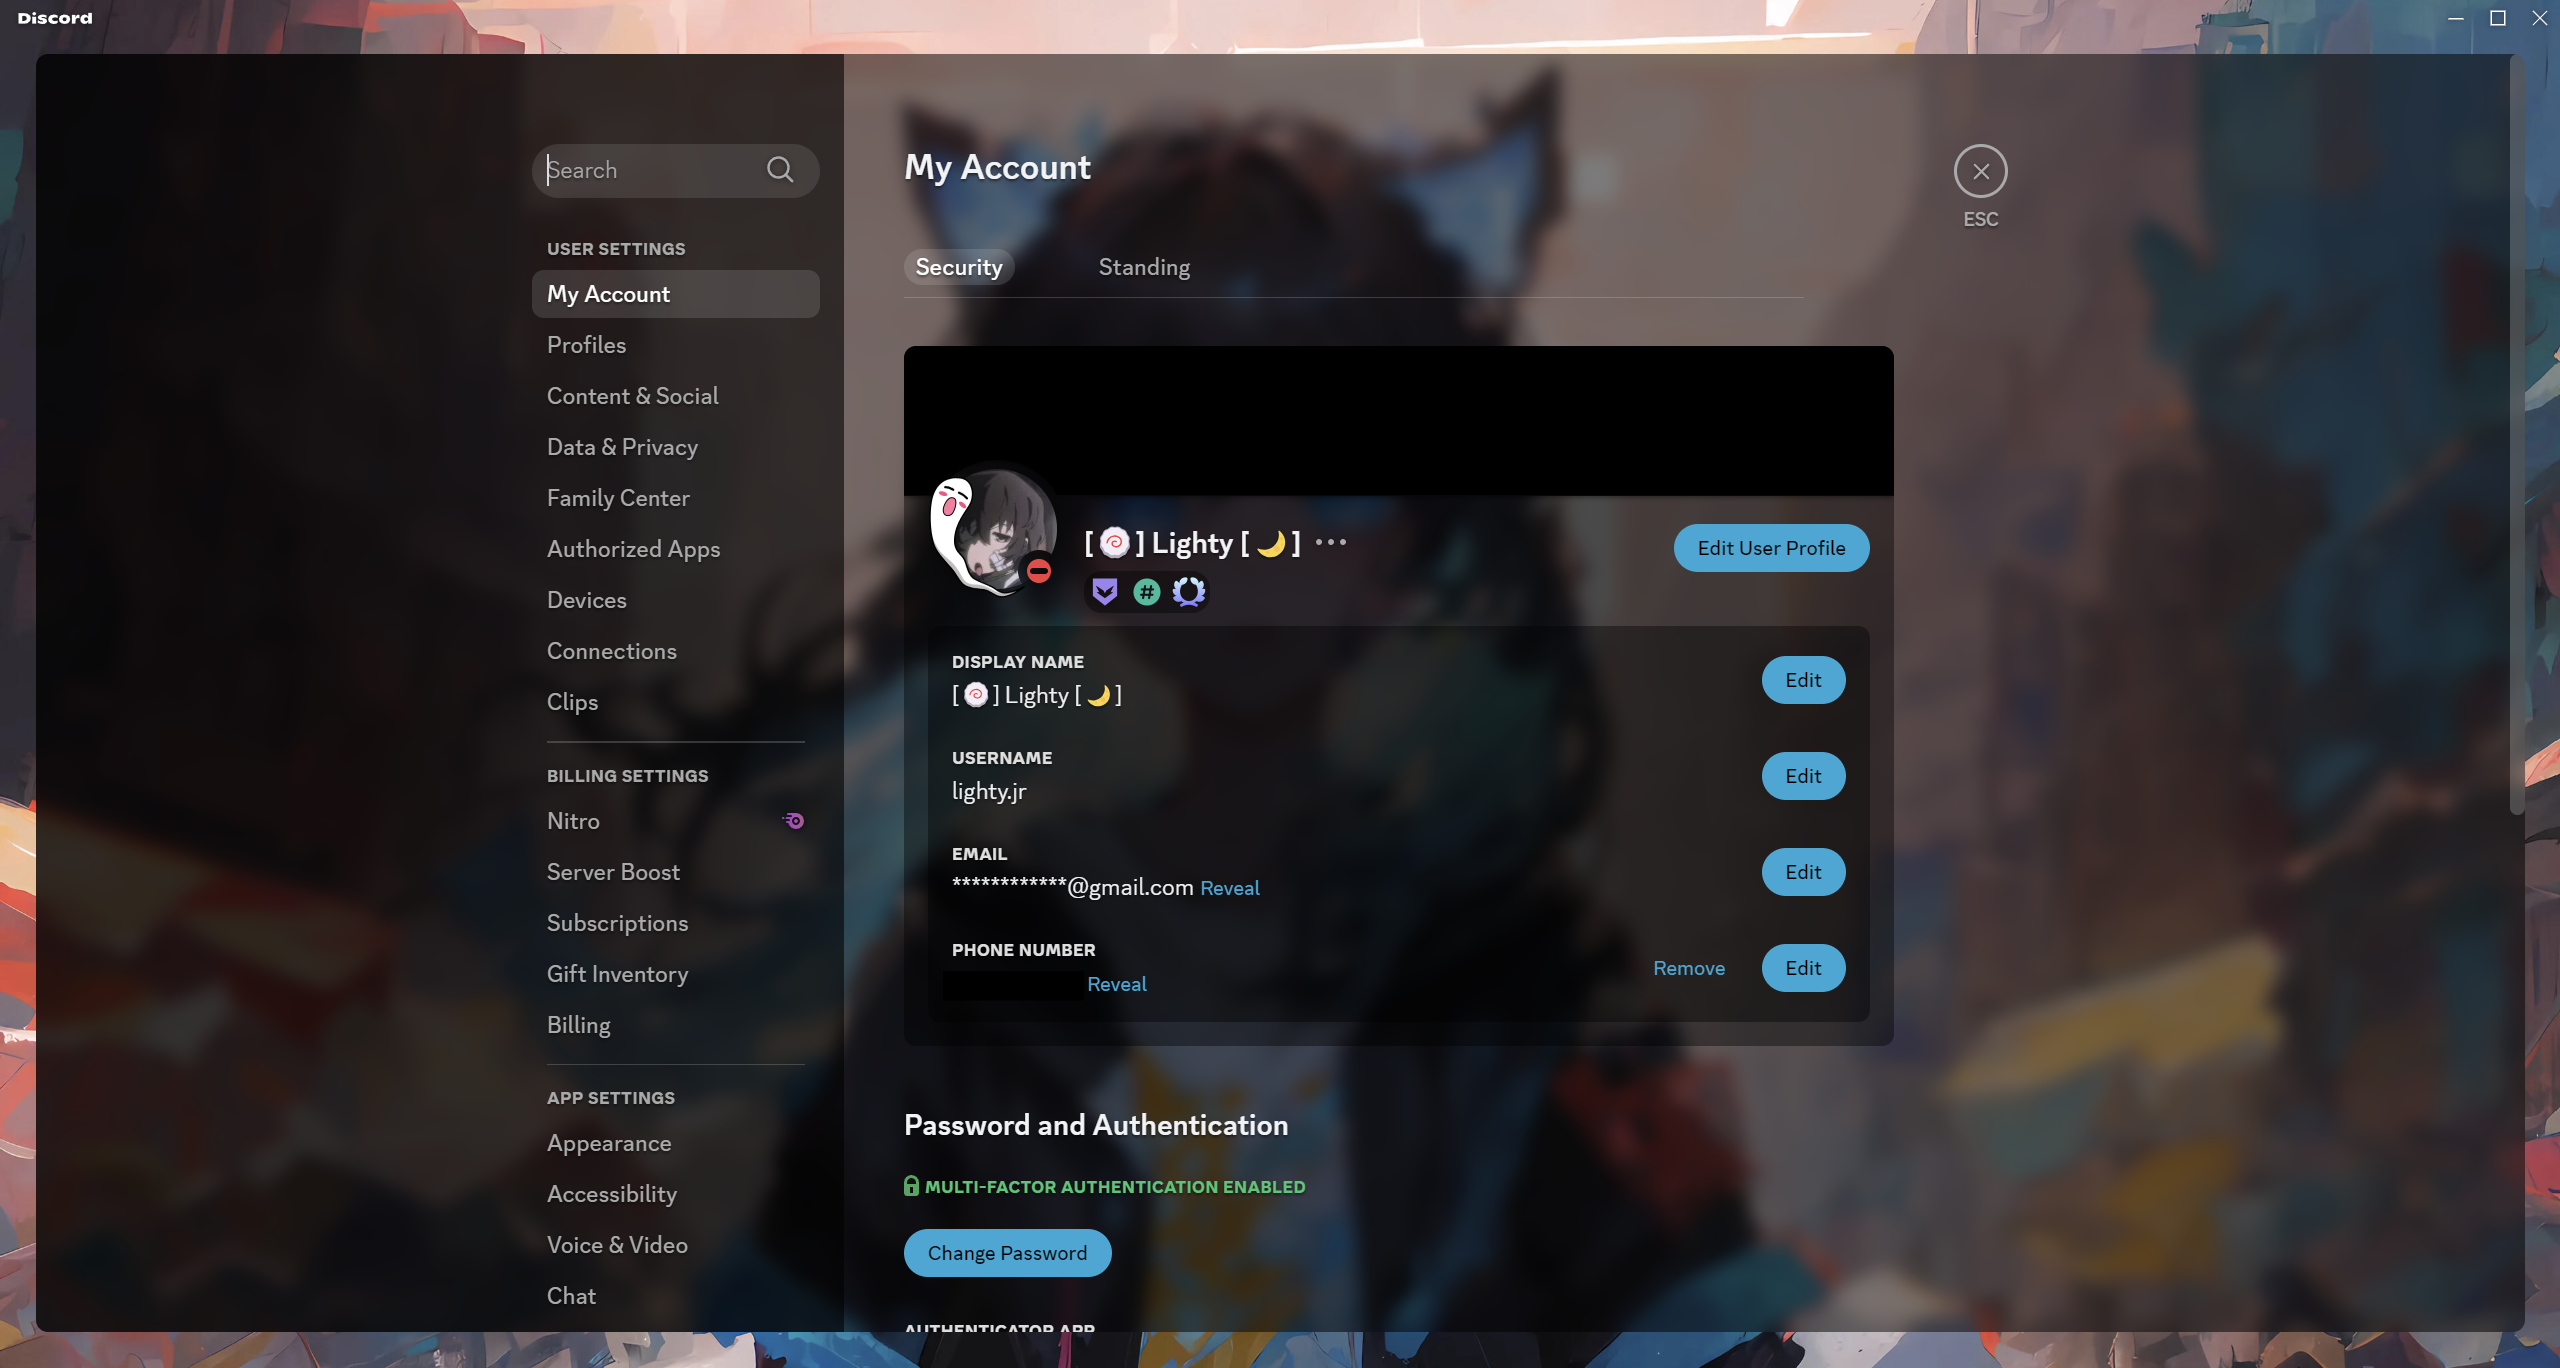 Discord
Search
USER SETTINGS
My Account
Profiles
Content & Social
Data & Privacy
Family Center
Authorized Apps
Devices
Connections
Clips
BILLING SETTINGS
Nitro
Server Boost
Subscriptions
Gift Inventory
Billing
APP SETTINGS
Appearance
Accessibility
Voice & Video
Chat
My Account
ESC
Security
Standing
[🍥] Lighty [🌙]
Edit User Profile
DISPLAY NAME
[🍥] Lighty [🌙]
Edit
USERNAME
lighty.jr
Edit
EMAIL
************@gmail.com Reveal
Edit
PHONE NUMBER
Reveal
Remove
Edit
Password and Authentication
MULTI-FACTOR AUTHENTICATION ENABLED
Change Password
AUTHENTICATOR APP